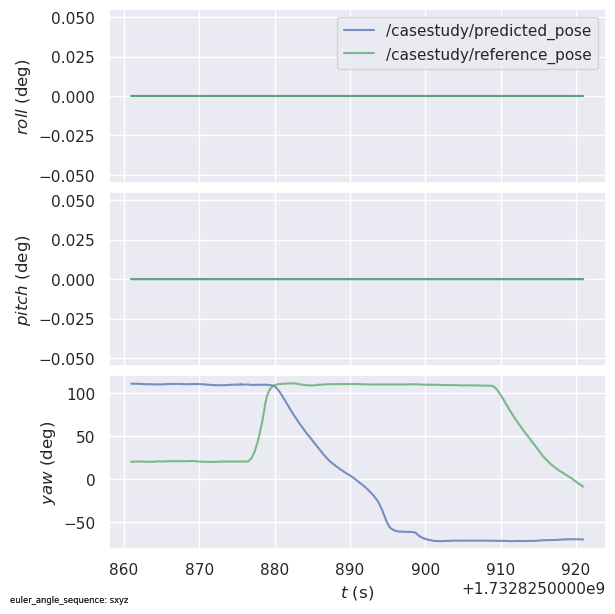 0.050
0.025
0.000
−0.025
−0.050
roll (deg)
/casestudy/predicted_pose
/casestudy/reference_pose
0.050
0.025
0.000
−0.025
−0.050
pitch (deg)
100
50
0
−50
yaw (deg)
860 870 880 890 900 910 920
t (s)
+1.7328250000e9
euler_angle_sequence: sxyz